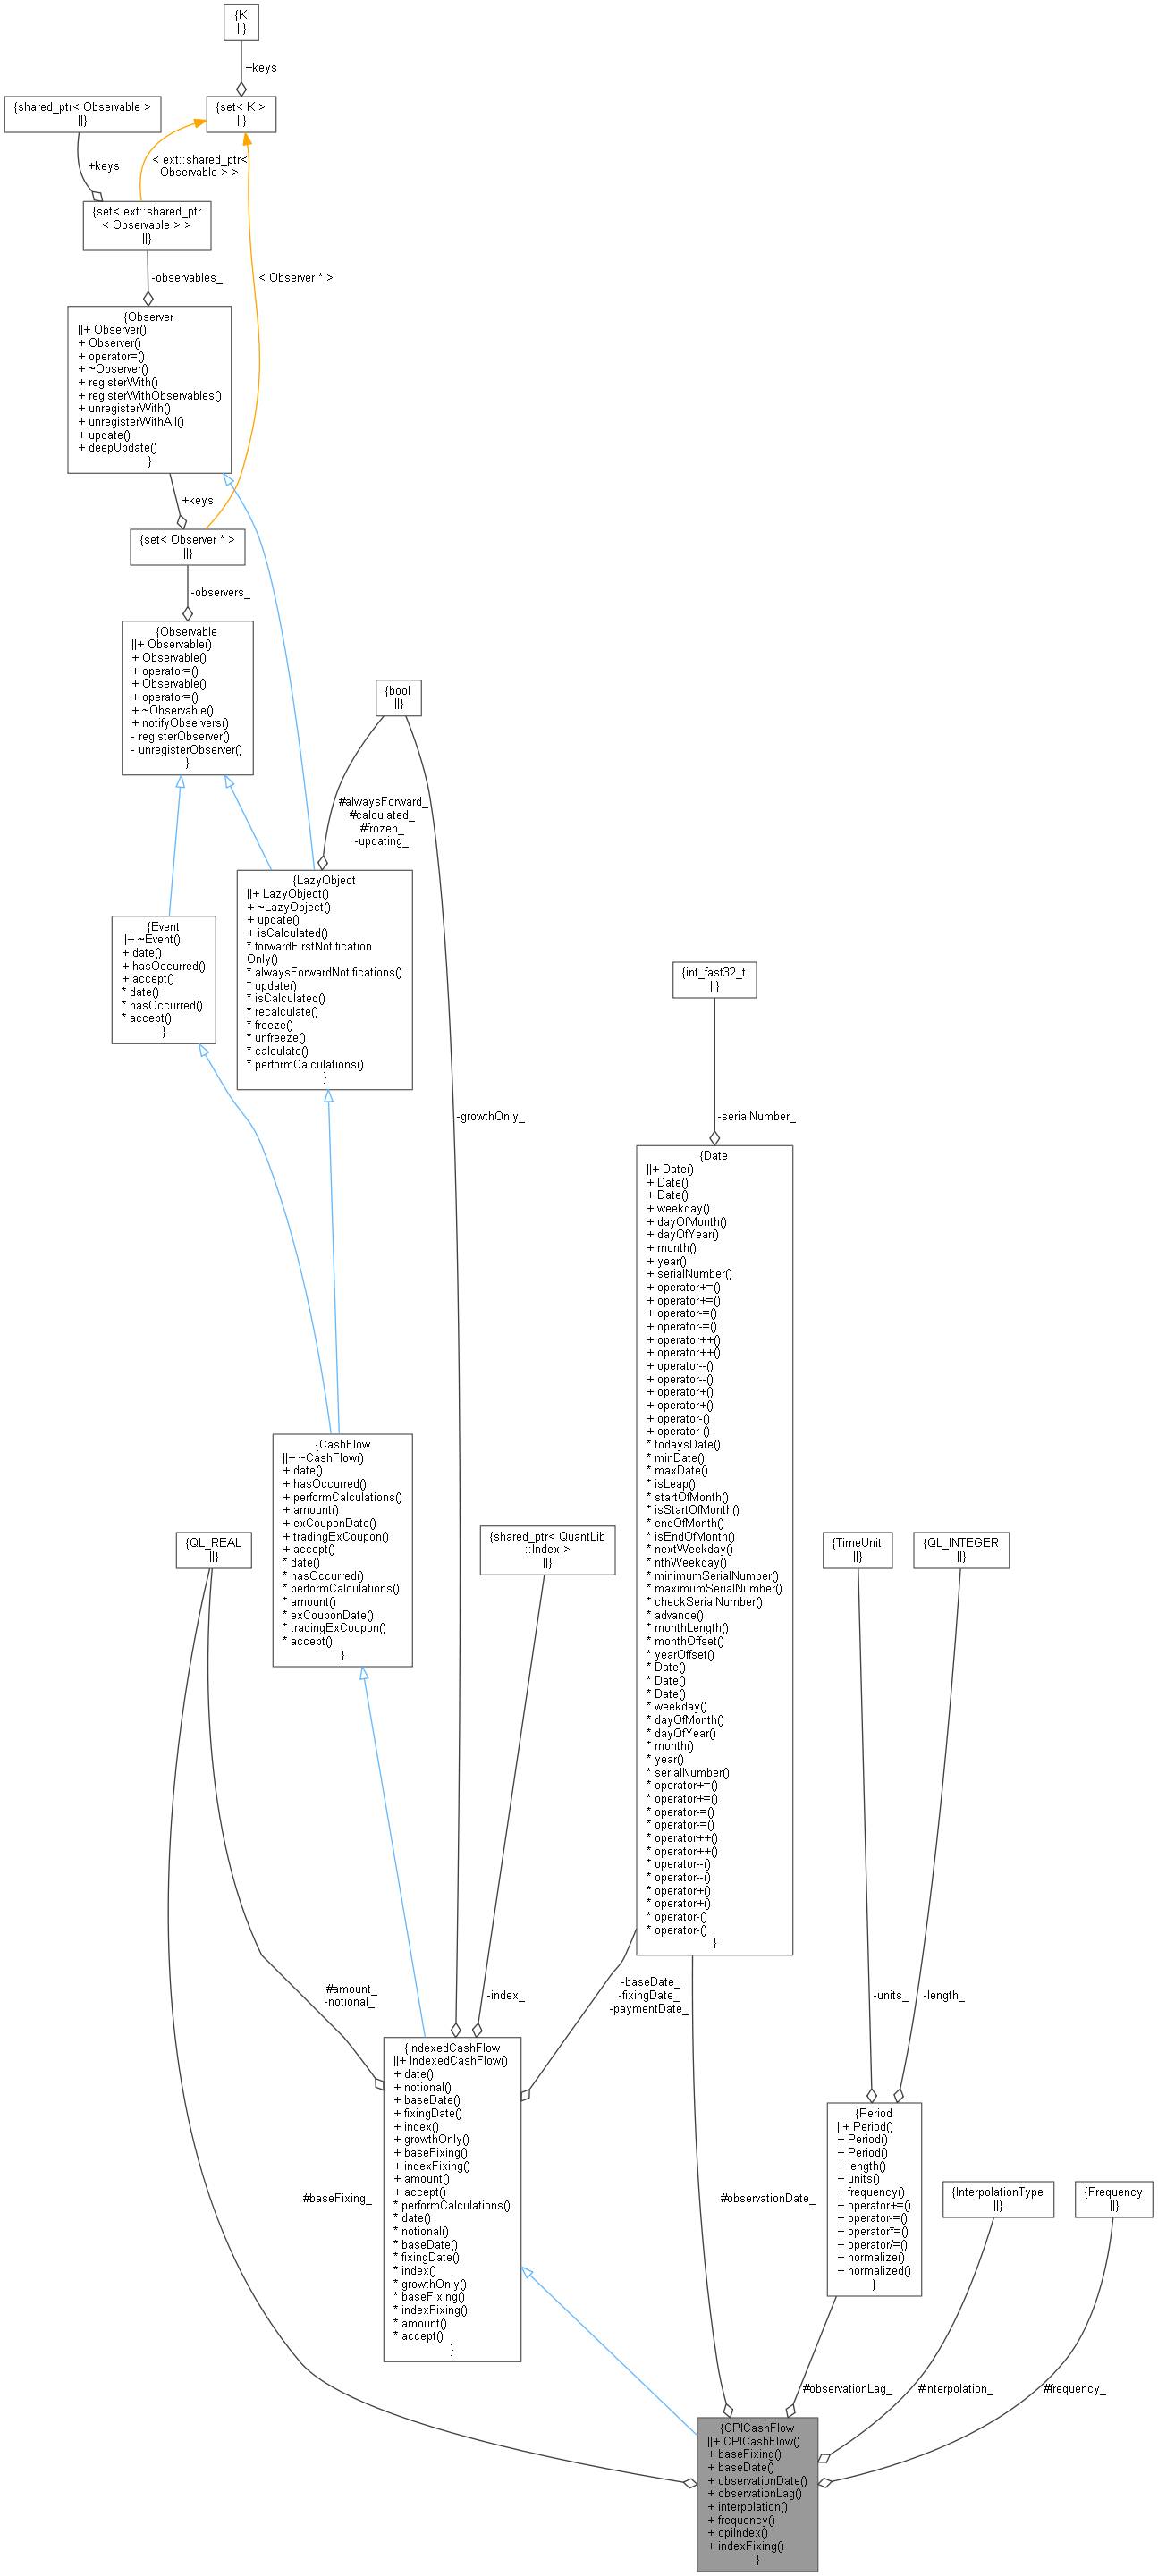 {K
||}
+keys
{shared_ptr< Observable >
||}
{set< K >
||}
+keys
< ext::shared_ptr<
Observable > >
{set< ext::shared_ptr
< Observable > >
||}
-observables_
< Observer * >
{Observer
||+ Observer()
+ Observer()
+ operator=()
+ ~Observer()
+ registerWith()
+ registerWithObservables()
+ unregisterWith()
+ unregisterWithAll()
+ update()
+ deepUpdate()
}
+keys
{set< Observer * >
||}
-observers_
{Observable
||+ Observable()
+ Observable()
+ operator=()
+ Observable()
+ operator=()
+ ~Observable()
+ notifyObservers()
- registerObserver()
- unregisterObserver()
}
{bool
||}
#alwaysForward_
#calculated_
#frozen_
-updating_
{LazyObject
||+ LazyObject()
+ ~LazyObject()
+ update()
+ isCalculated()
* forwardFirstNotification
Only()
* alwaysForwardNotifications()
* update()
* isCalculated()
* recalculate()
* freeze()
* unfreeze()
* calculate()
* performCalculations()
}
{Event
||+ ~Event()
+ date()
+ hasOccurred()
+ accept()
* date()
* hasOccurred()
* accept()
}
{int_fast32_t
||}
-growthOnly_
-serialNumber_
{Date
||+ Date()
+ Date()
+ Date()
+ weekday()
+ dayOfMonth()
+ dayOfYear()
+ month()
+ year()
+ serialNumber()
+ operator+=()
+ operator+=()
+ operator-=()
+ operator-=()
+ operator++()
+ operator++()
+ operator--()
+ operator--()
+ operator+()
+ operator+()
+ operator-()
+ operator-()
* todaysDate()
* minDate()
* maxDate()
* isLeap()
* startOfMonth()
* isStartOfMonth()
* endOfMonth()
* isEndOfMonth()
* nextWeekday()
* nthWeekday()
* minimumSerialNumber()
* maximumSerialNumber()
* checkSerialNumber()
* advance()
* monthLength()
* monthOffset()
* yearOffset()
* Date()
* Date()
* Date()
* weekday()
* dayOfMonth()
* dayOfYear()
* month()
* year()
* serialNumber()
* operator+=()
* operator+=()
* operator-=()
* operator-=()
* operator++()
* operator++()
* operator--()
* operator--()
* operator+()
* operator+()
* operator-()
* operator-()
}
{CashFlow
||+ ~CashFlow()
+ date()
+ hasOccurred()
+ performCalculations()
+ amount()
+ exCouponDate()
+ tradingExCoupon()
+ accept()
* date()
* hasOccurred()
* performCalculations()
* amount()
* exCouponDate()
* tradingExCoupon()
* accept()
}
{QL_REAL
||}
{shared_ptr< QuantLib
::Index >
||}
{TimeUnit
||}
{QL_INTEGER
||}
#amount_
-notional_
-index_
-baseDate_
-fixingDate_
-paymentDate_
-units_
-length_
{IndexedCashFlow
||+ IndexedCashFlow()
+ date()
+ notional()
+ baseDate()
+ fixingDate()
+ index()
+ growthOnly()
+ baseFixing()
+ indexFixing()
+ amount()
+ accept()
* performCalculations()
* date()
* notional()
* baseDate()
* fixingDate()
* index()
* growthOnly()
* baseFixing()
* indexFixing()
* amount()
* accept()
}
{Period
||+ Period()
+ Period()
+ Period()
+ length()
+ units()
+ frequency()
+ operator+=()
+ operator-=()
+ operator*=()
+ operator/=()
+ normalize()
+ normalized()
}
{InterpolationType
||}
{Frequency
||}
#baseFixing_
#observationDate_
#observationLag_
#interpolation_
#frequency_
{CPICashFlow
||+ CPICashFlow()
+ baseFixing()
+ baseDate()
+ observationDate()
+ observationLag()
+ interpolation()
+ frequency()
+ cpiIndex()
+ indexFixing()
}